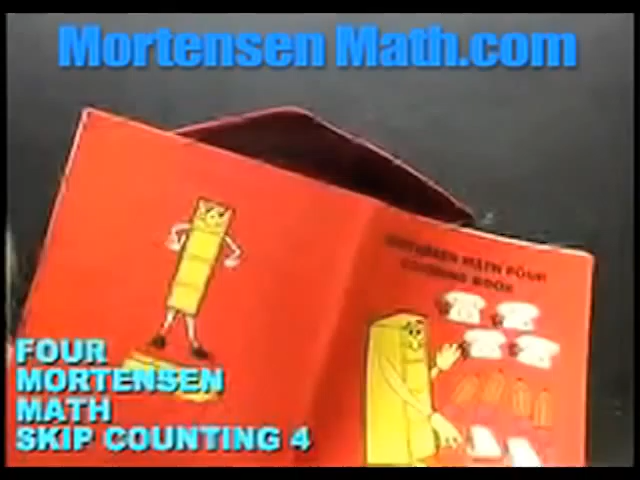 Mortensen Math.com
MORTENSEN MATH FOUR
COUNTING BOOK
FOUR
MORTENSEN
MATH
SKIP COUNTING 4